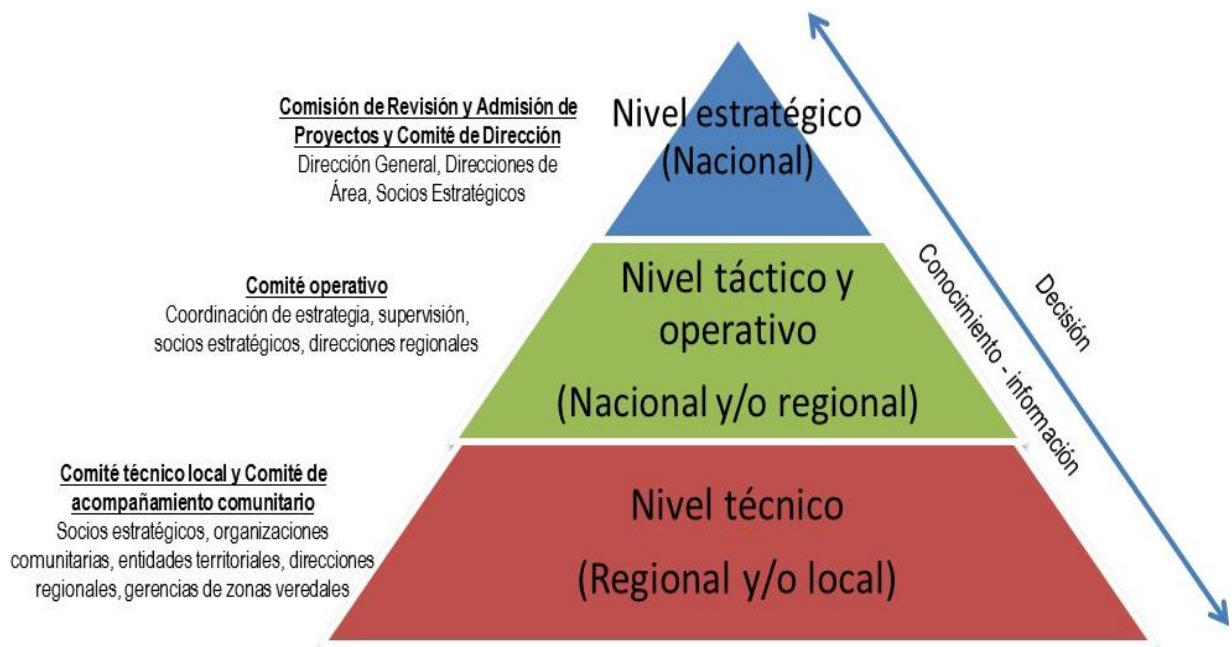 Comisión de Revisión y Admisión de
Proyectos y Comité de Dirección
Dirección General, Direcciones de
Área, Socios Estratégicos
Nivel estratégico
(Nacional)
Comité operativo
Coordinación de estrategia, supervisión,
socios estratégicos, direcciones regionales
Nivel táctico y
operativo
(Nacional y/o regional)
Comité técnico local y Comité de
acompañamiento comunitario
Socios estratégicos, organizaciones
comunitarias, entidades territoriales, direcciones
regionales, gerencias de zonas veredales
Nivel técnico
(Regional y/o local)
Conocimiento - información
Decisión